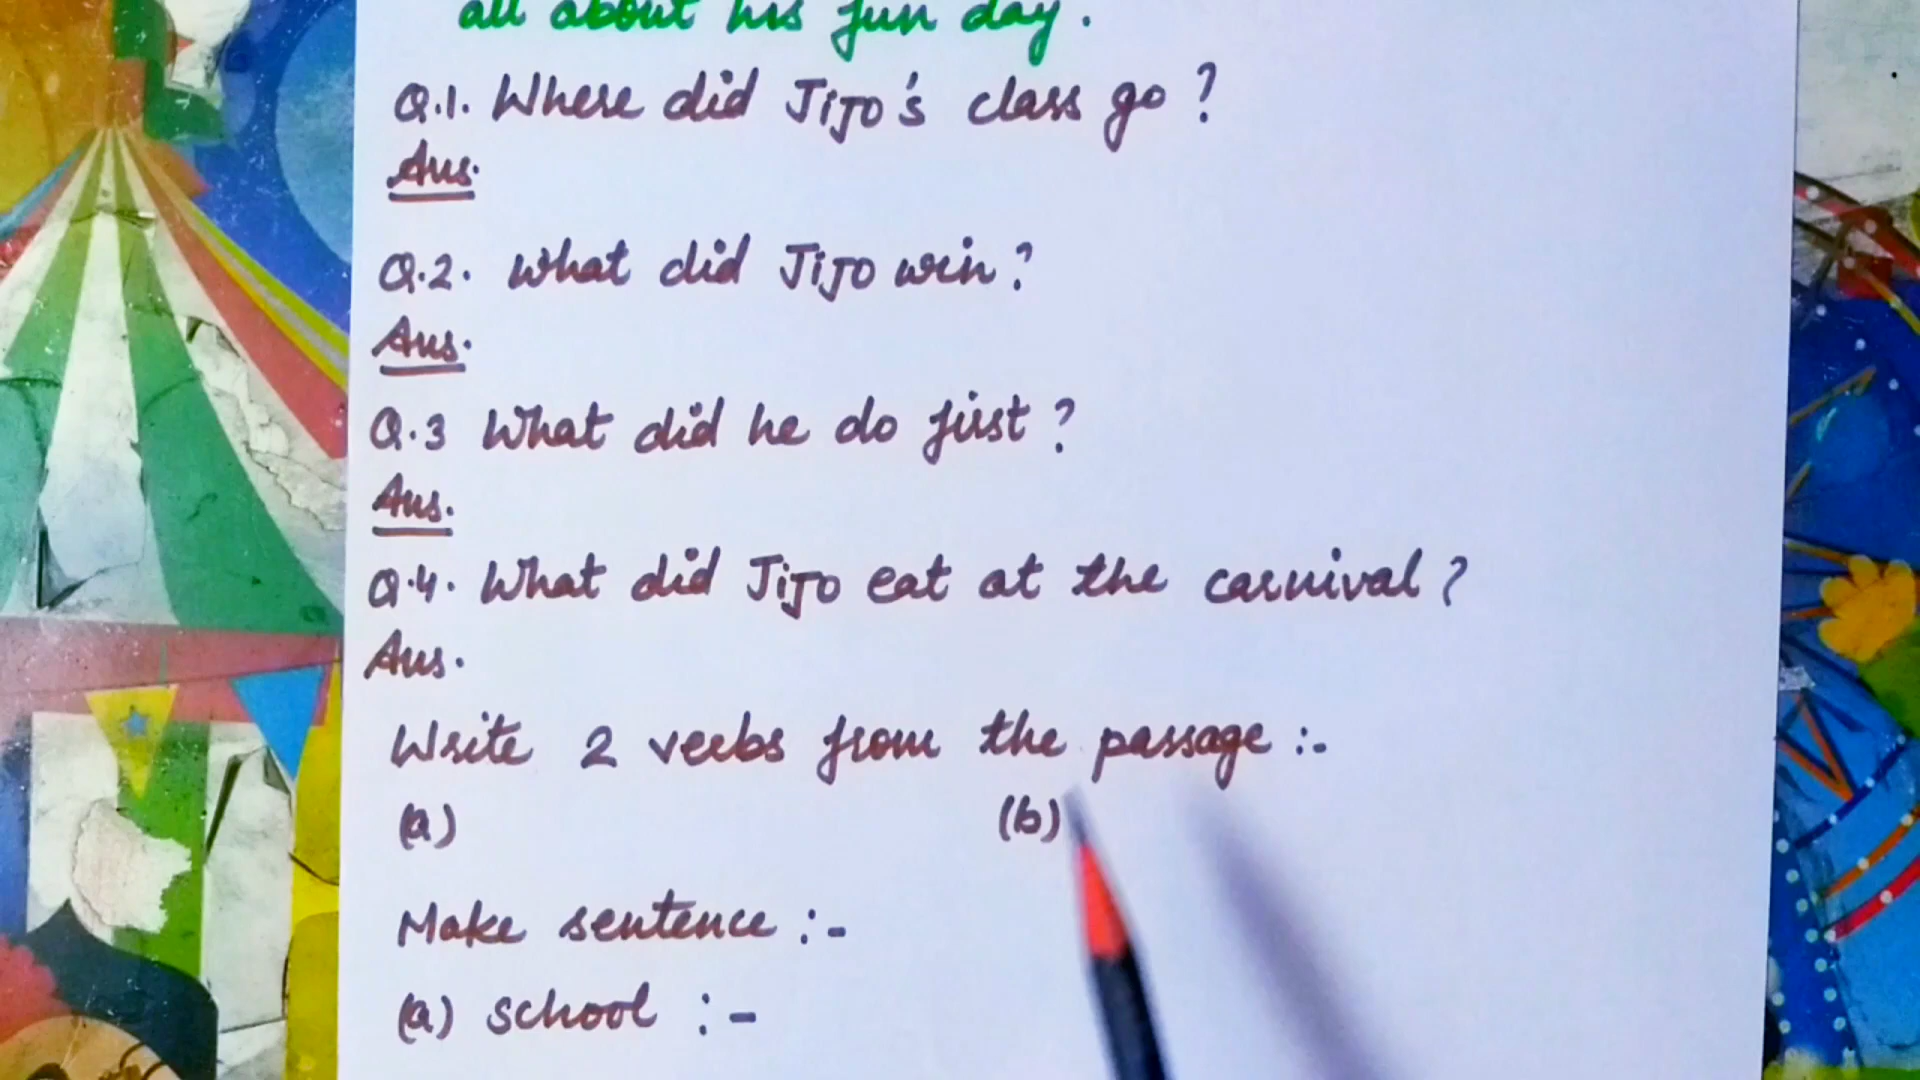 all about his fun day.
Q.1. Where did JiJo's class go ?
Ans.
Q.2. What did JiJo win ?
Ans.
Q.3 What did he do first ?
Ans.
Q.4. What did JiJo eat at the carnival ?
Ans.
Write 2 verbs from the passage :-
(a) (b)
Make sentence :-
(a) school :-